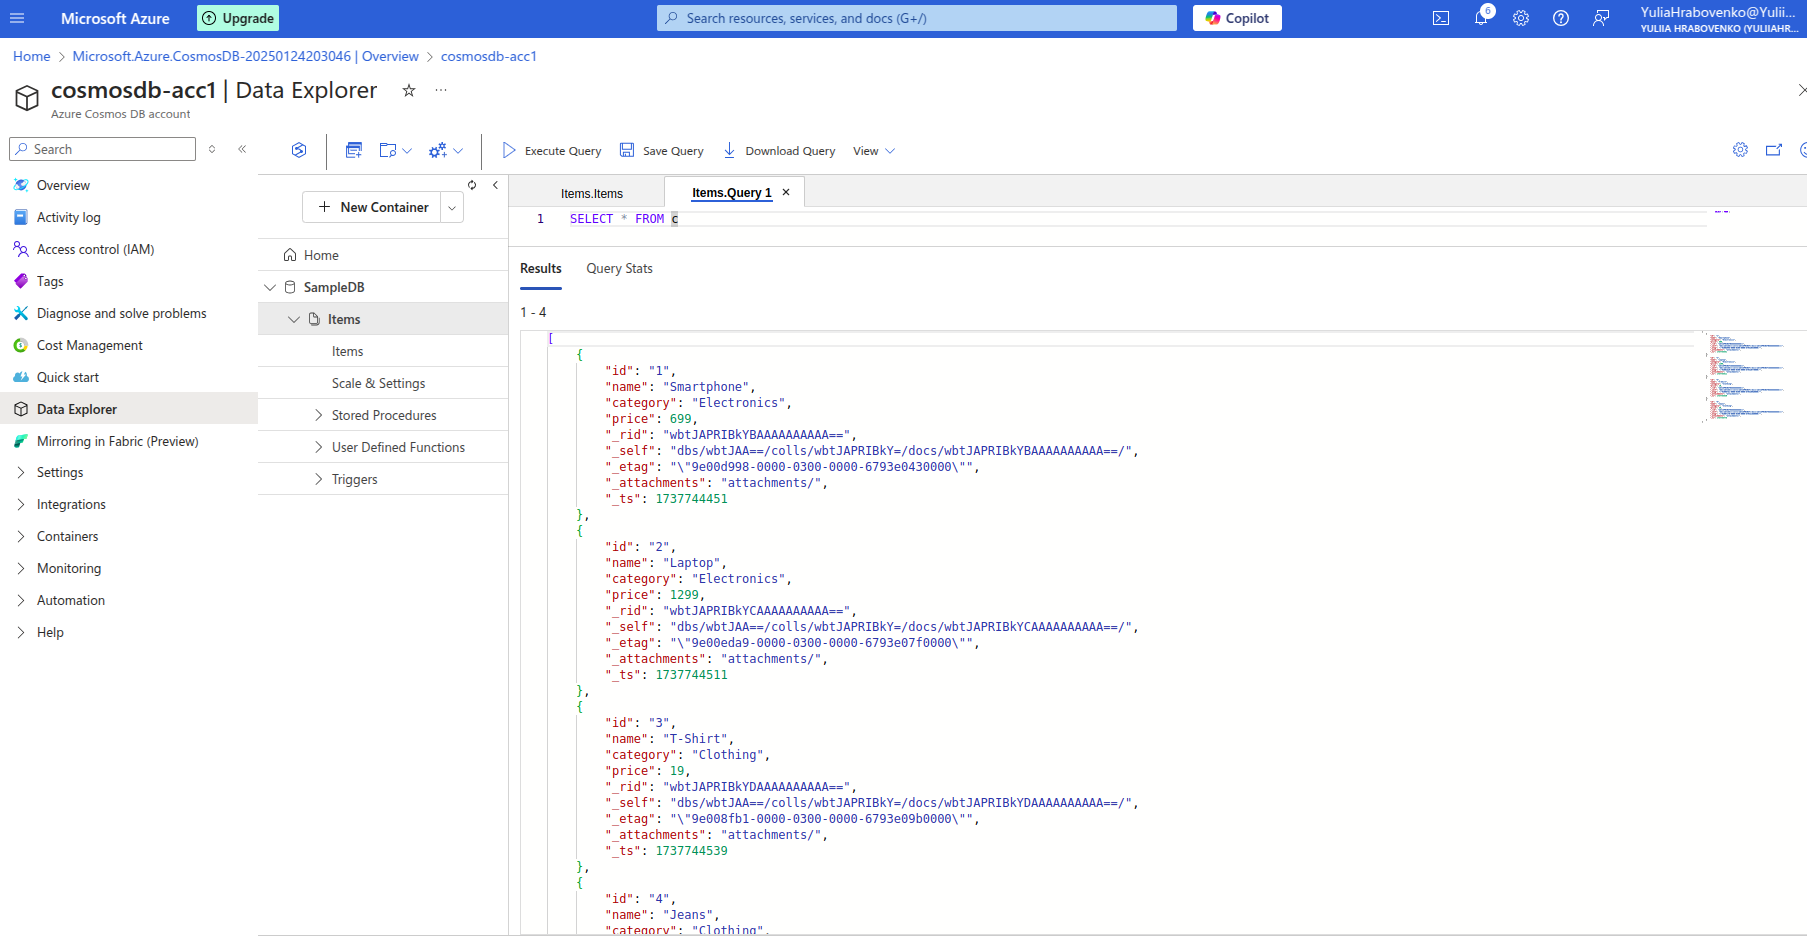 Microsoft Azure
Upgrade
Search resources, services, and docs (G+/)
Copilot
6
YuliaHrabovenko@Yulii...
YULIIA HRABOVENKO (YULIIAHR...
Home > Microsoft.Azure.CosmosDB-20250124203046 | Overview > cosmosdb-acc1
cosmosdb-acc1 | Data Explorer
Azure Cosmos DB account
Search
Overview
Activity log
Access control (IAM)
Tags
Diagnose and solve problems
Cost Management
Quick start
Data Explorer
Mirroring in Fabric (Preview)
Settings
Integrations
Containers
Monitoring
Automation
Help
Execute Query
Save Query
Download Query
View
New Container
Home
SampleDB
Items
Items
Scale & Settings
Stored Procedures
User Defined Functions
Triggers
Items.Items
Items.Query 1
1 SELECT * FROM c
Results
Query Stats
1 - 4
[
{
"id": "1",
"name": "Smartphone",
"category": "Electronics",
"price": 699,
"_rid": "wbtJAPRIBkYBAAAAAAAAAA==",
"_self": "dbs/wbtJAA==/colls/wbtJAPRIBkY=/docs/wbtJAPRIBkYBAAAAAAAAAA==/",
"_etag": "\"9e00d998-0000-0300-0000-6793e0430000\"",
"_attachments": "attachments/",
"_ts": 1737744451
},
{
"id": "2",
"name": "Laptop",
"category": "Electronics",
"price": 1299,
"_rid": "wbtJAPRIBkYCAAAAAAAAAA==",
"_self": "dbs/wbtJAA==/colls/wbtJAPRIBkY=/docs/wbtJAPRIBkYCAAAAAAAAAA==/",
"_etag": "\"9e00eda9-0000-0300-0000-6793e07f0000\"",
"_attachments": "attachments/",
"_ts": 1737744511
},
{
"id": "3",
"name": "T-Shirt",
"category": "Clothing",
"price": 19,
"_rid": "wbtJAPRIBkYDAAAAAAAAAA==",
"_self": "dbs/wbtJAA==/colls/wbtJAPRIBkY=/docs/wbtJAPRIBkYDAAAAAAAAAA==/",
"_etag": "\"9e008fb1-0000-0300-0000-6793e09b0000\"",
"_attachments": "attachments/",
"_ts": 1737744539
},
{
"id": "4",
"name": "Jeans",
"category": "Clothing",